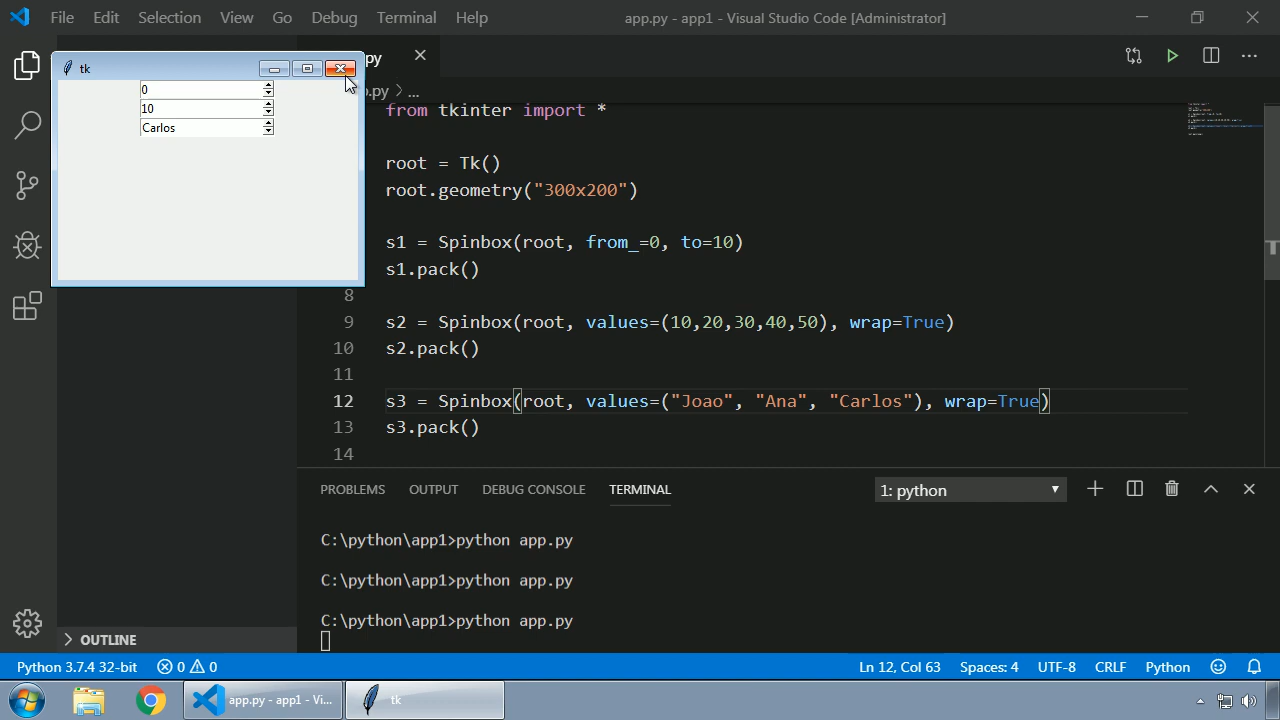 File Edit Selection View Go Debug Terminal Help
app.py - app1 - Visual Studio Code [Administrator]
tk
0
10
Carlos
py
.py > ...
from tkinter import *
root = Tk()
root.geometry("300x200")
s1 = Spinbox(root, from_=0, to=10)
s1.pack()
8
9 s2 = Spinbox(root, values=(10,20,30,40,50), wrap=True)
10 s2.pack()
11
12 s3 = Spinbox(root, values=("Joao", "Ana", "Carlos"), wrap=True)
13 s3.pack()
14
PROBLEMS OUTPUT DEBUG CONSOLE TERMINAL
1: python
C:\python\app1>python app.py
C:\python\app1>python app.py
C:\python\app1>python app.py
OUTLINE
Python 3.7.4 32-bit 0 0 Ln 12, Col 63 Spaces: 4 UTF-8 CRLF Python
app.py - app1 - Vi... tk